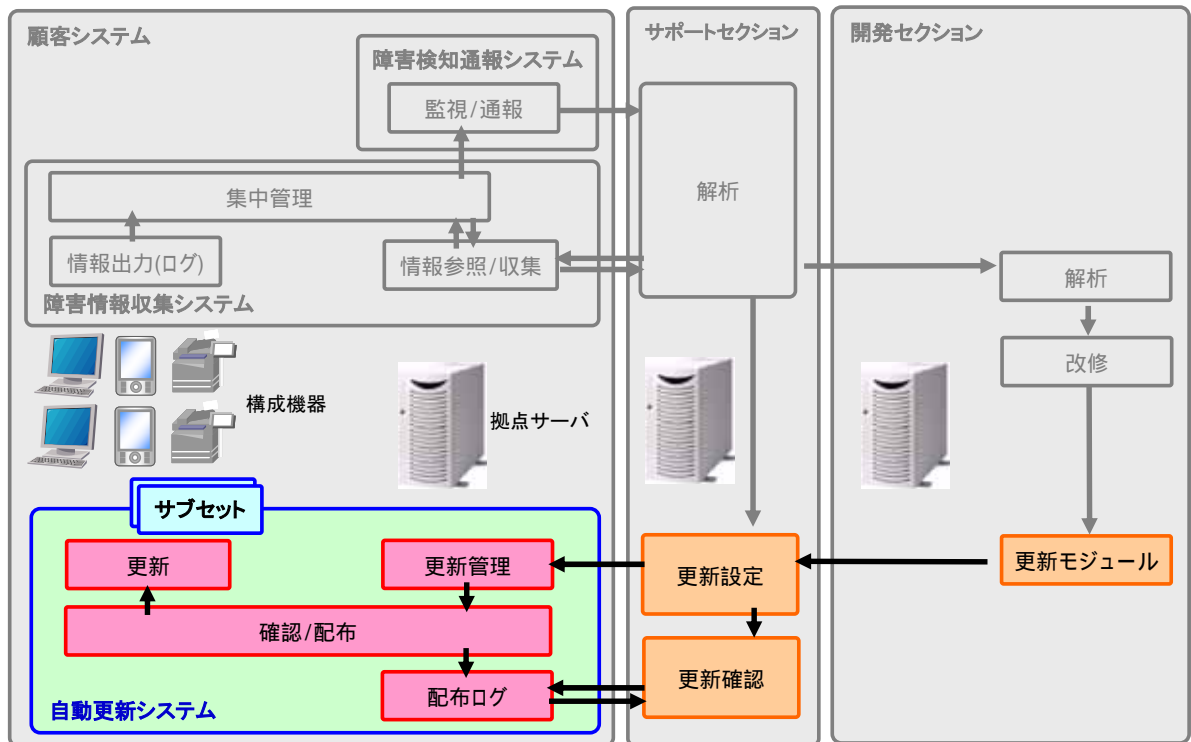 顧客システム
障害検知通報システム
監視/通報
集中管理
情報出力(ログ)
情報参照/収集
障害情報収集システム
構成機器
拠点サーバ
サブセット
更新
更新管理
確認/配布
配布ログ
自動更新システム
サポートセクション
解析
更新設定
更新確認
開発セクション
解析
改修
更新モジュール